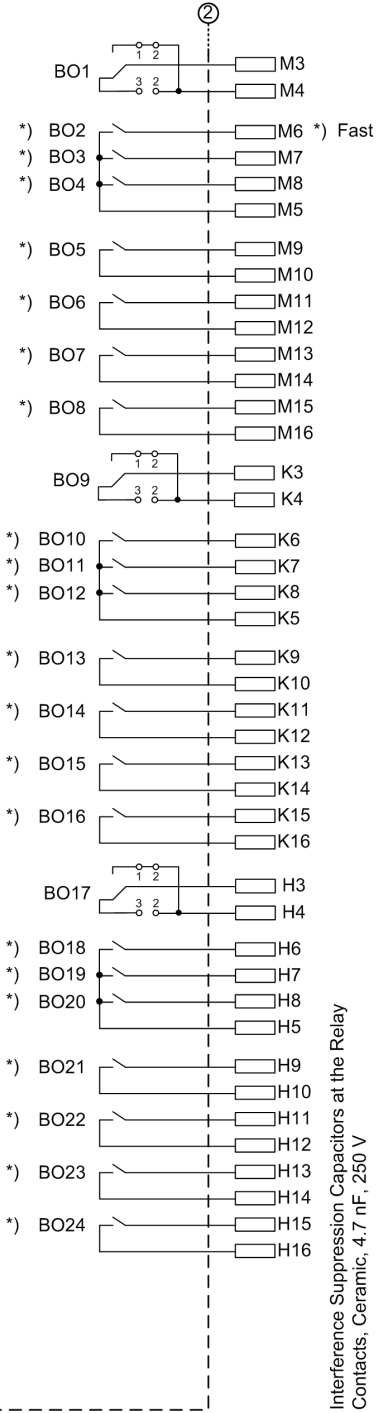 2
1 2
M3
BO1
3 2
M4
*) BO2 M6 *) Fast
*) BO3 M7
*) BO4 M8
M5
*) BO5 M9
M10
*) BO6 M11
M12
*) BO7 M13
M14
*) BO8 M15
M16
1 2
K3
BO9
3 2
K4
*) BO10 K6
*) BO11 K7
*) BO12 K8
K5
*) BO13 K9
K10
*) BO14 K11
K12
*) BO15 K13
K14
*) BO16 K15
K16
1 2
H3
BO17
3 2
H4
*) BO18 H6
*) BO19 H7
*) BO20 H8
H5
*) BO21 H9
H10
*) BO22 H11
H12
*) BO23 H13
H14
*) BO24 H15
H16
Interference Suppression Capacitors at the Relay
Contacts, Ceramic, 4.7 nF, 250 V